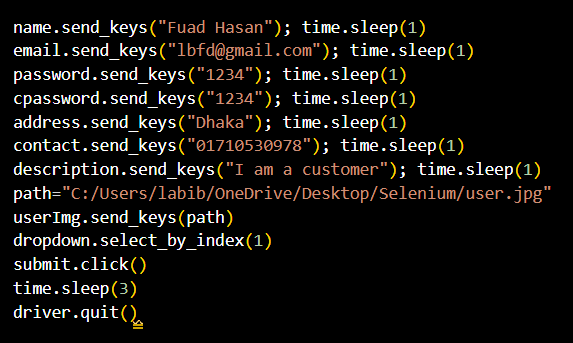 name.send_keys("Fuad Hasan"); time.sleep(1)
email.send_keys("lbfd@gmail.com"); time.sleep(1)
password.send_keys("1234"); time.sleep(1)
cpassword.send_keys("1234"); time.sleep(1)
address.send_keys("Dhaka"); time.sleep(1)
contact.send_keys("01710530978"); time.sleep(1)
description.send_keys("I am a customer"); time.sleep(1)
path="C:/Users/labib/OneDrive/Desktop/Selenium/user.jpg"
userImg.send_keys(path)
dropdown.select_by_index(1)
submit.click()
time.sleep(3)
driver.quit()